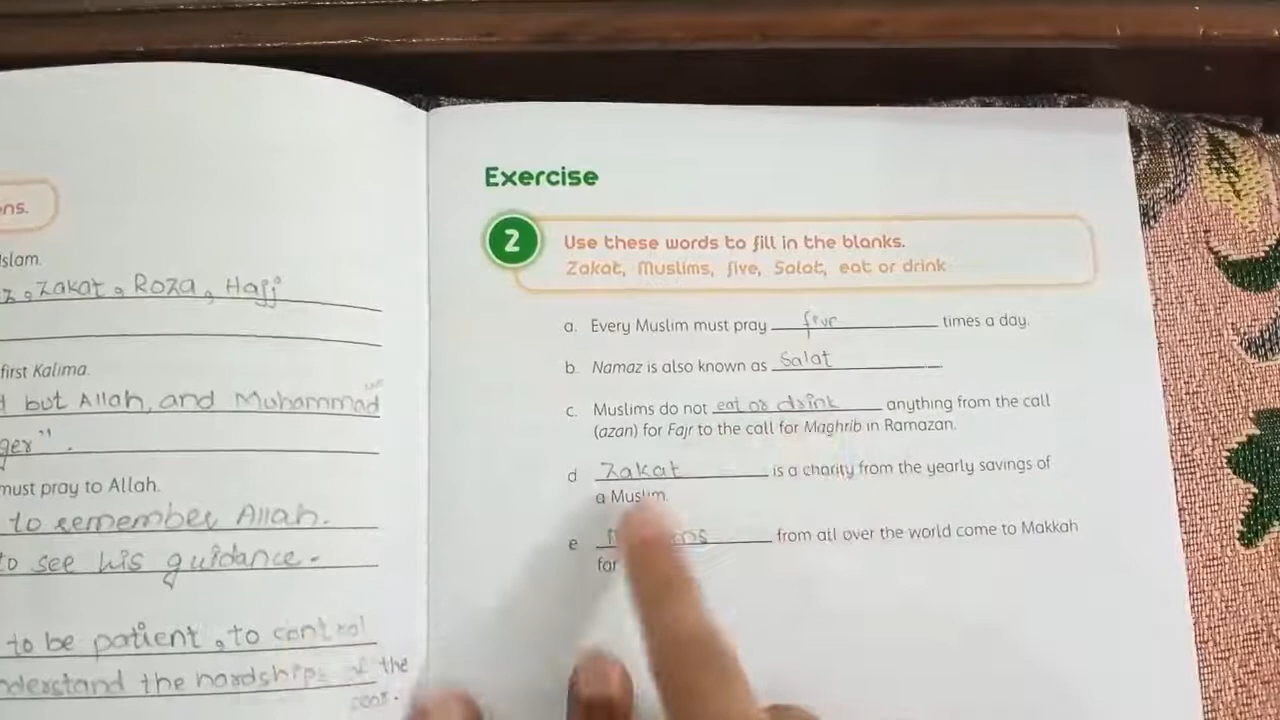 ns.
slam.
z, Zakat, Roza, Hajj
first Kalima.
d but Allah, and Muhammad
ger".
must pray to Allah.
to remember Allah.
to see his guidance.
to be patient, to control
nderstand the hardships of the
poor.
Exercise
2
Use these words to fill in the blanks.
Zakat, Muslims, five, Salat, eat or drink
a. Every Muslim must pray five times a day.
b. Namaz is also known as Salat
c. Muslims do not eat or drink anything from the call
(azan) for Fajr to the call for Maghrib in Ramazan.
d Zakat is a charity from the yearly savings of
a Muslim.
e from all over the world come to Makkah
for